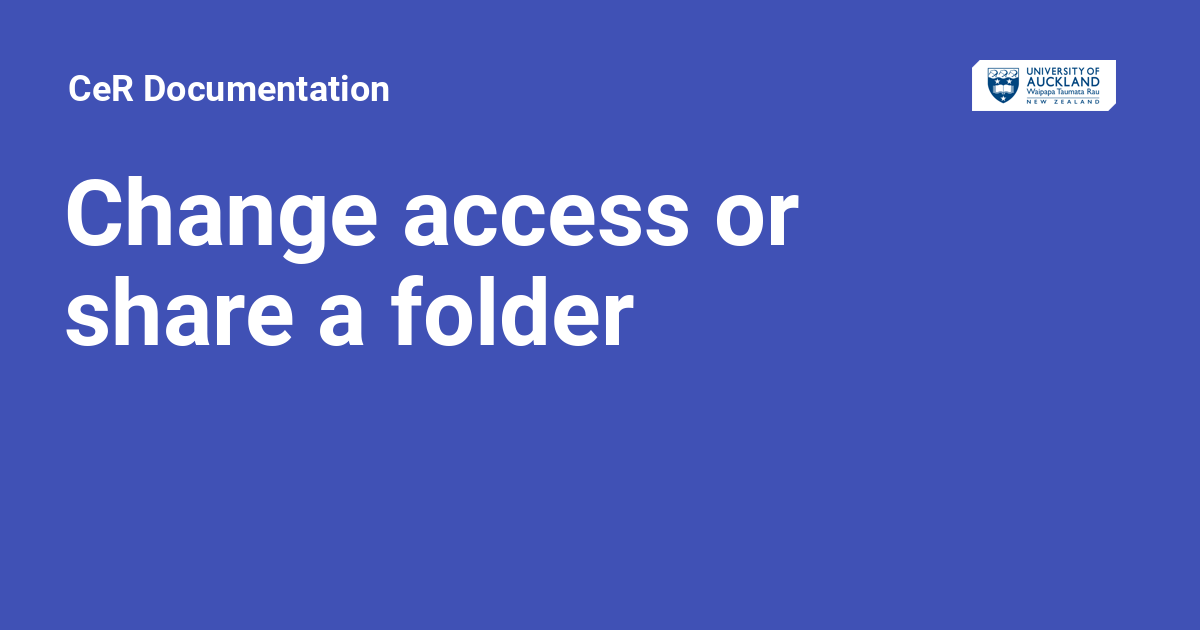 CeR Documentation
UNIVERSITY OF
AUCKLAND
Waipapa Taumata Rau
NEW ZEALAND
Change access or
share a folder